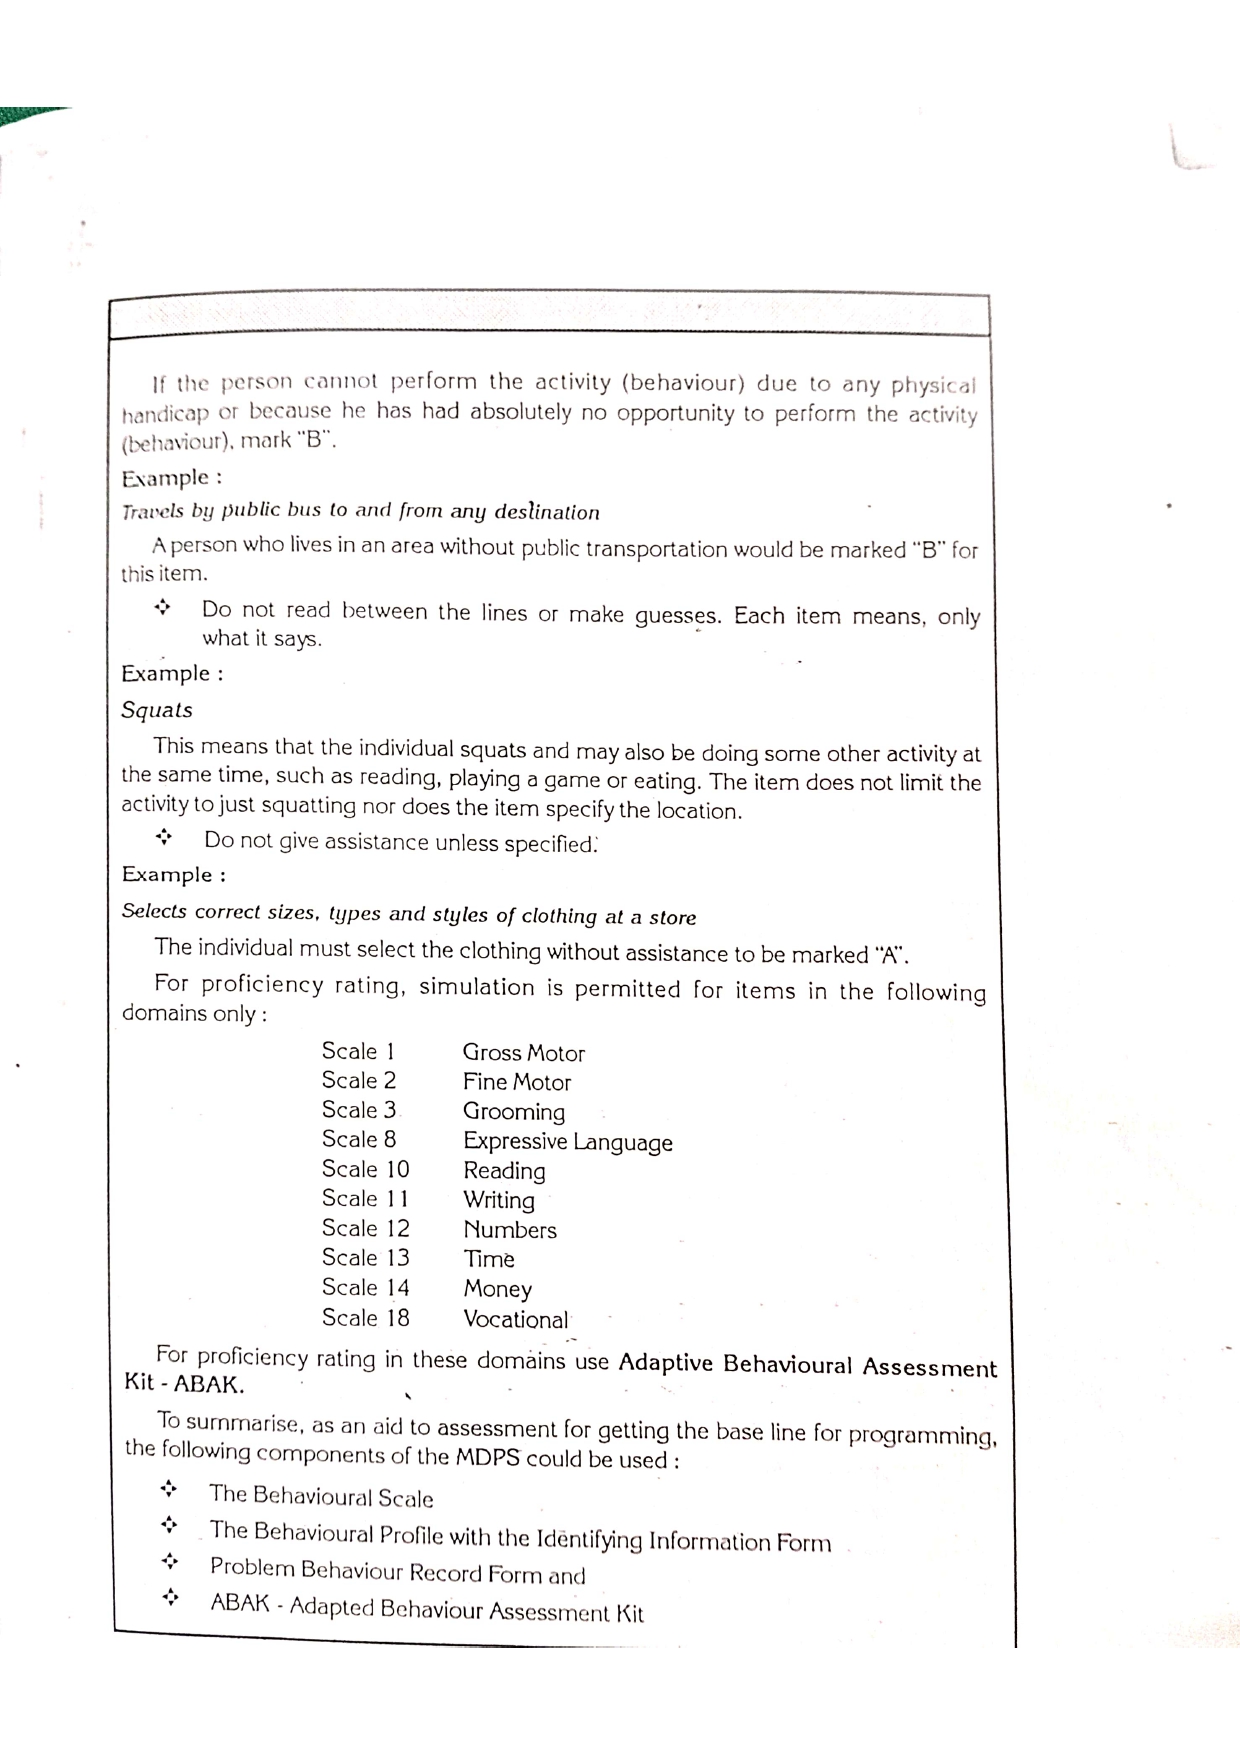 If the person cannot perform the activity (behaviour) due to any physical
handicap or because he has had absolutely no opportunity to perform the activity
(behaviour), mark "B".
Example :
Travels by public bus to and from any destination
A person who lives in an area without public transportation would be marked "B" for
this item.
❖ Do not read between the lines or make guesses. Each item means, only
what it says.
Example :
Squats
This means that the individual squats and may also be doing some other activity at
the same time, such as reading, playing a game or eating. The item does not limit the
activity to just squatting nor does the item specify the location.
❖ Do not give assistance unless specified.
Example :
Selects correct sizes, types and styles of clothing at a store
The individual must select the clothing without assistance to be marked "A".
For proficiency rating, simulation is permitted for items in the following
domains only :
Scale 1 Gross Motor
Scale 2 Fine Motor
Scale 3 Grooming
Scale 8 Expressive Language
Scale 10 Reading
Scale 11 Writing
Scale 12 Numbers
Scale 13 Time
Scale 14 Money
Scale 18 Vocational
For proficiency rating in these domains use Adaptive Behavioural Assessment
Kit - ABAK.
To summarise, as an aid to assessment for getting the base line for programming,
the following components of the MDPS could be used :
❖ The Behavioural Scale
❖ The Behavioural Profile with the Identifying Information Form
❖ Problem Behaviour Record Form and
❖ ABAK - Adapted Behaviour Assessment Kit